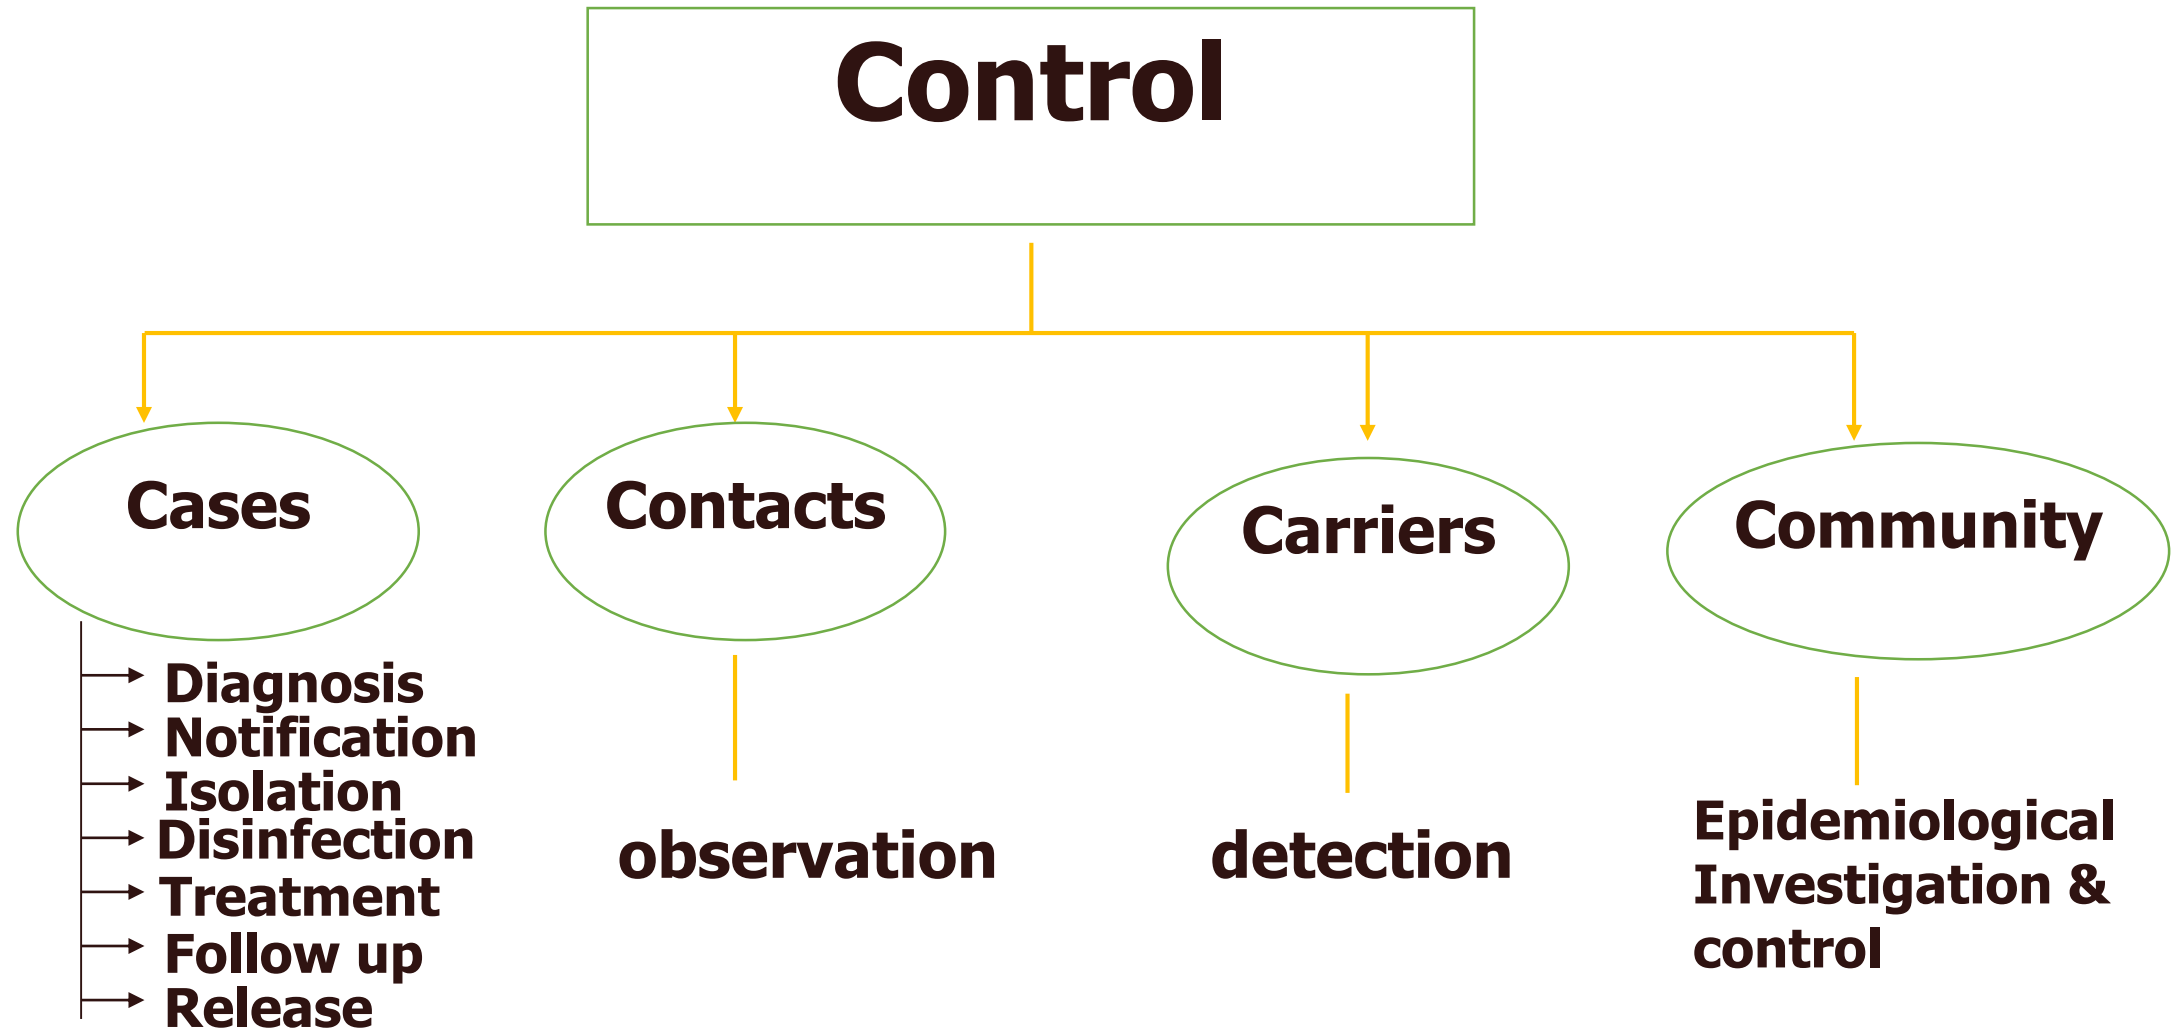 Control
Cases
Contacts
Carriers
Community
Diagnosis
Notification
Isolation
Disinfection
Treatment
Follow up
Release
observation
detection
Epidemiological
Investigation &
control